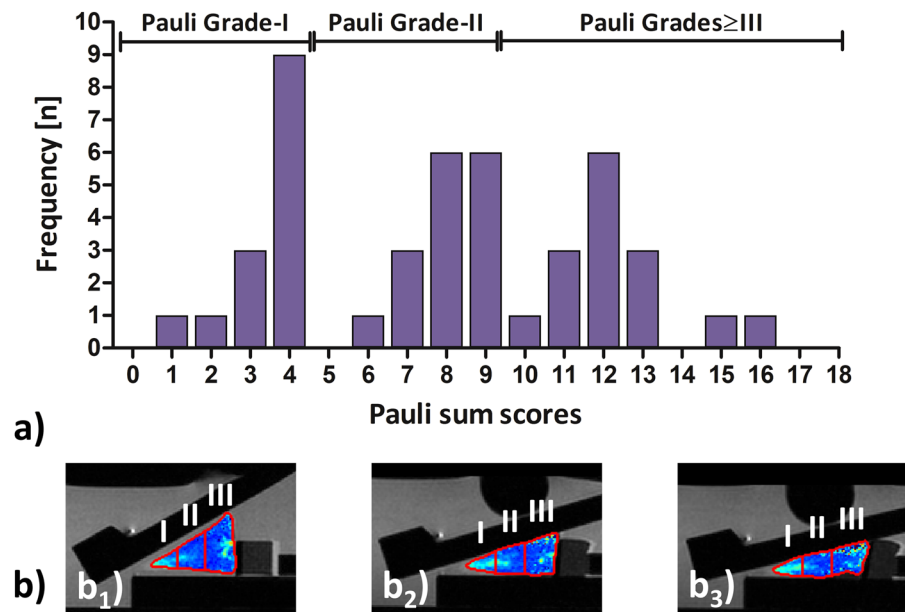 Pauli Grade-I Pauli Grade-II Pauli Grades≥III
10
9
8
7
6
5
4
3
2
1
0
Frequency [n]
0 1 2 3 4 5 6 7 8 9 10 11 12 13 14 15 16 17 18
Pauli sum scores
a)
I II III
I II III
I II III
b) b1) b2) b3)